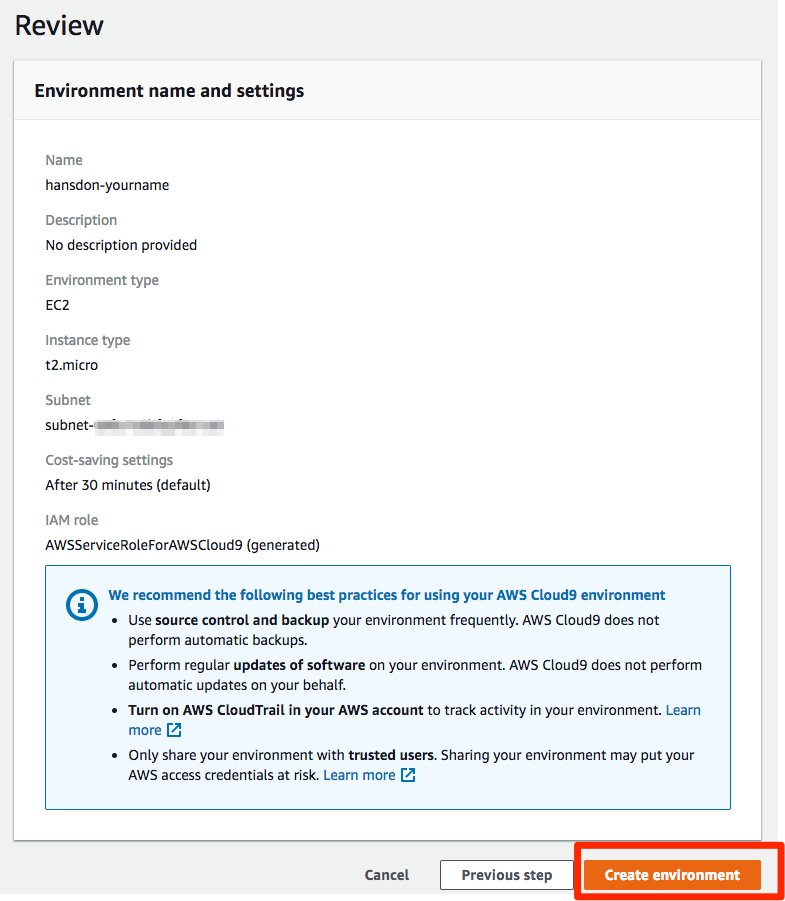 Review
Environment name and settings
Name
hansdon-yourname
Description
No description provided
Environment type
EC2
Instance type
t2.micro
Subnet
subnet-
Cost-saving settings
After 30 minutes (default)
IAM role
AWSServiceRoleForAWSCloud9 (generated)
We recommend the following best practices for using your AWS Cloud9 environment
• Use source control and backup your environment frequently. AWS Cloud9 does not
perform automatic backups.
• Perform regular updates of software on your environment. AWS Cloud9 does not perform
automatic updates on your behalf.
• Turn on AWS CloudTrail in your AWS account to track activity in your environment. Learn
more
• Only share your environment with trusted users. Sharing your environment may put your
AWS access credentials at risk. Learn more
Cancel Previous step Create environment